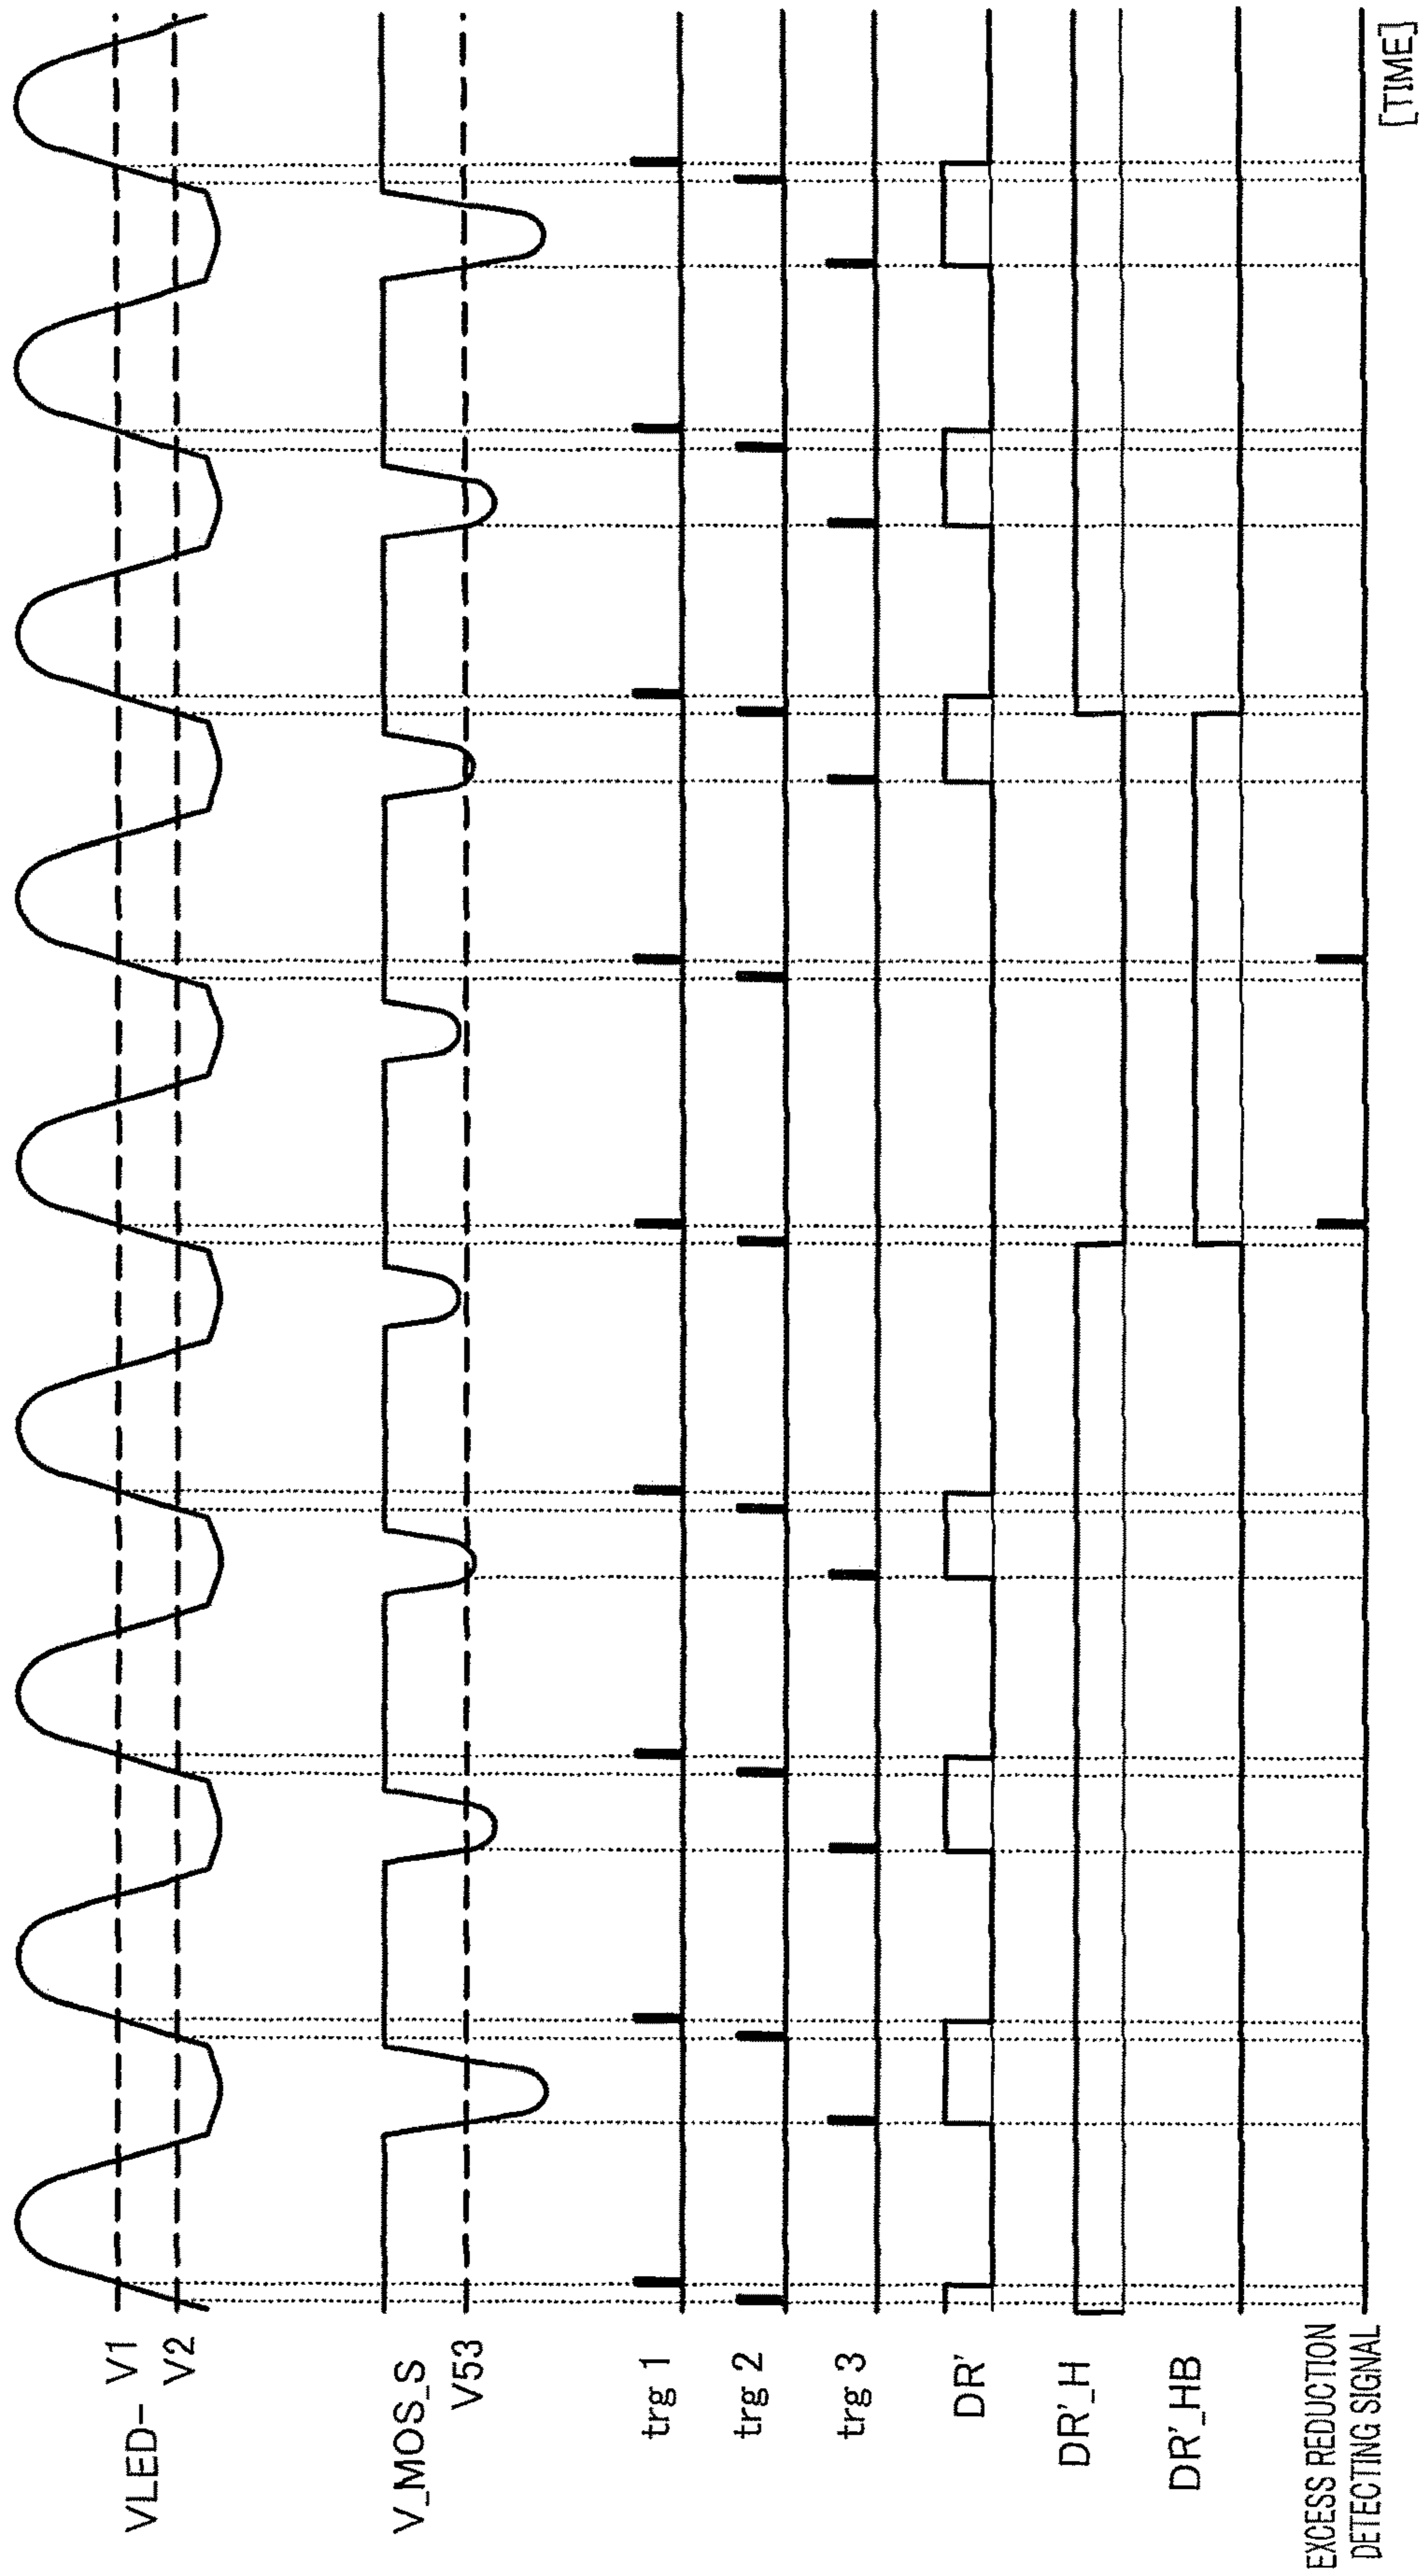 VLED-
V1
V2
V_MOS_S
V53
trg 1
trg 2
trg 3
DR'
DR'_H
DR'_HB
EXCESS REDUCTION
DETECTING SIGNAL
[TIME]